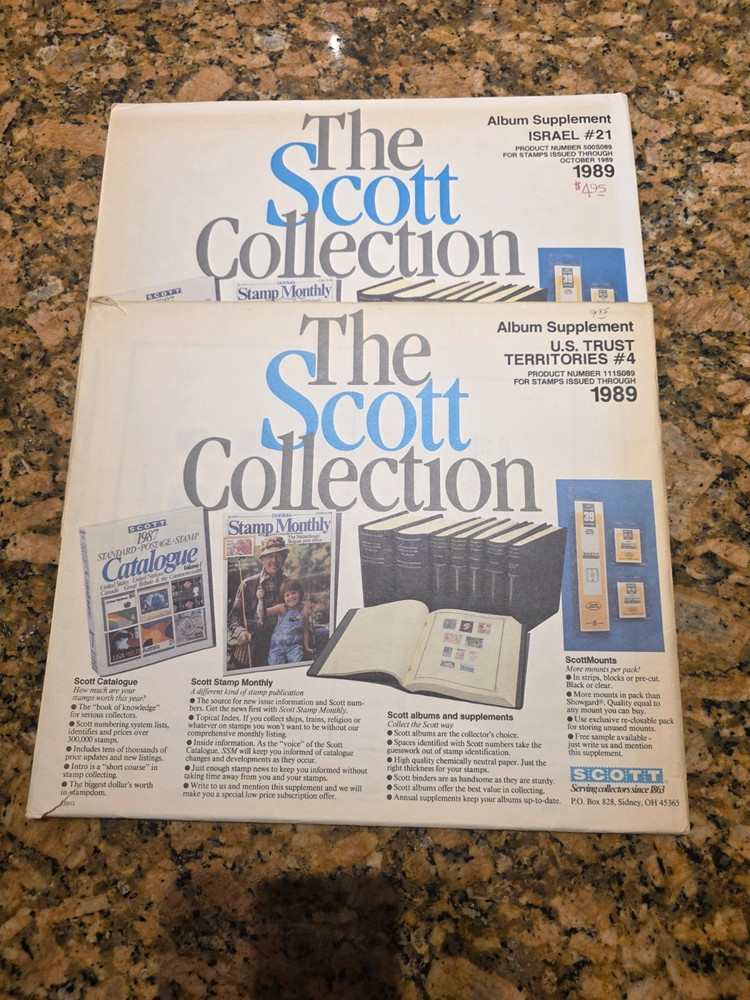 The
Scott
Collection
Album Supplement
ISRAEL #21
PRODUCT NUMBER 500S089
FOR STAMPS ISSUED THROUGH
OCTOBER 1989
1989
$4.95
SCOTT
Stamp Monthly
39
The
Scott
Collection
Album Supplement
U.S. TRUST
TERRITORIES #4
PRODUCT NUMBER 111S089
FOR STAMPS ISSUED THROUGH
1989
SCOTT
1987
STANDARD•POSTAGE•STAMP
Catalogue
Stamp Monthly
39
Scott Catalogue
How much are your
stamps worth this year?
● The "book of knowledge"
for serious collectors.
● Scott numbering system lists,
identifies and prices over
300,000 stamps.
● Includes tens of thousands of
price updates and new listings.
● Intro is a "short course" in
stamp collecting.
● The biggest dollar's worth
in stampdom.
Scott Stamp Monthly
A different kind of stamp publication
● The source for new issue information and Scott num-
bers. Get the news first with Scott Stamp Monthly.
● Topical Index. If you collect ships, trains, religion or
whatever on stamps you won't want to be without our
comprehensive monthly listing.
● Inside information. As the "voice" of the Scott
Catalogue, SSM will keep you informed of catalogue
changes and developments as they occur.
● Just enough stamp news to keep you informed without
taking time away from you and your stamps.
● Write to us and mention this supplement and we will
make you a special low price subscription offer.
Scott albums and supplements
Collect the Scott way
● Scott albums are the collector's choice.
● Spaces identified with Scott numbers take the
guesswork out of stamp identification.
● High quality chemically neutral paper. Just the
right thickness for your stamps.
● Scott binders are as handsome as they are sturdy.
● Scott albums offer the best value in collecting.
● Annual supplements keep your albums up-to-date.
ScottMounts
More mounts per pack!
● In strips, blocks or pre-cut.
Black or clear.
● More mounts in pack than
Showgard®. Quality equal to
any mount you can buy.
● Use exclusive re-closable pack
for storing unused mounts.
● Free sample available -
just write us and mention
this supplement.
SCOTT
Serving collectors since 1863
P.O. Box 828, Sidney, OH 45365